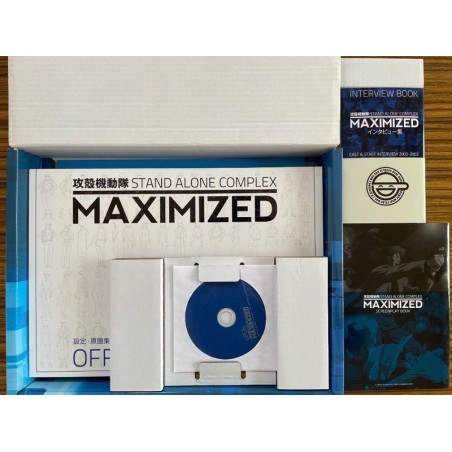 攻殻機動隊 STAND ALONE COMPLEX
MAXIMIZED
設定・原画集
OFF
INTERVIEW BOOK
攻殻機動隊 STAND ALONE COMPLEX
MAXIMIZED
インタビュー集
CAST & STAFF INTERVIEW 2002-2003
攻殻機動隊 STAND ALONE COMPLEX
MAXIMIZED
SCREENPLAY BOOK